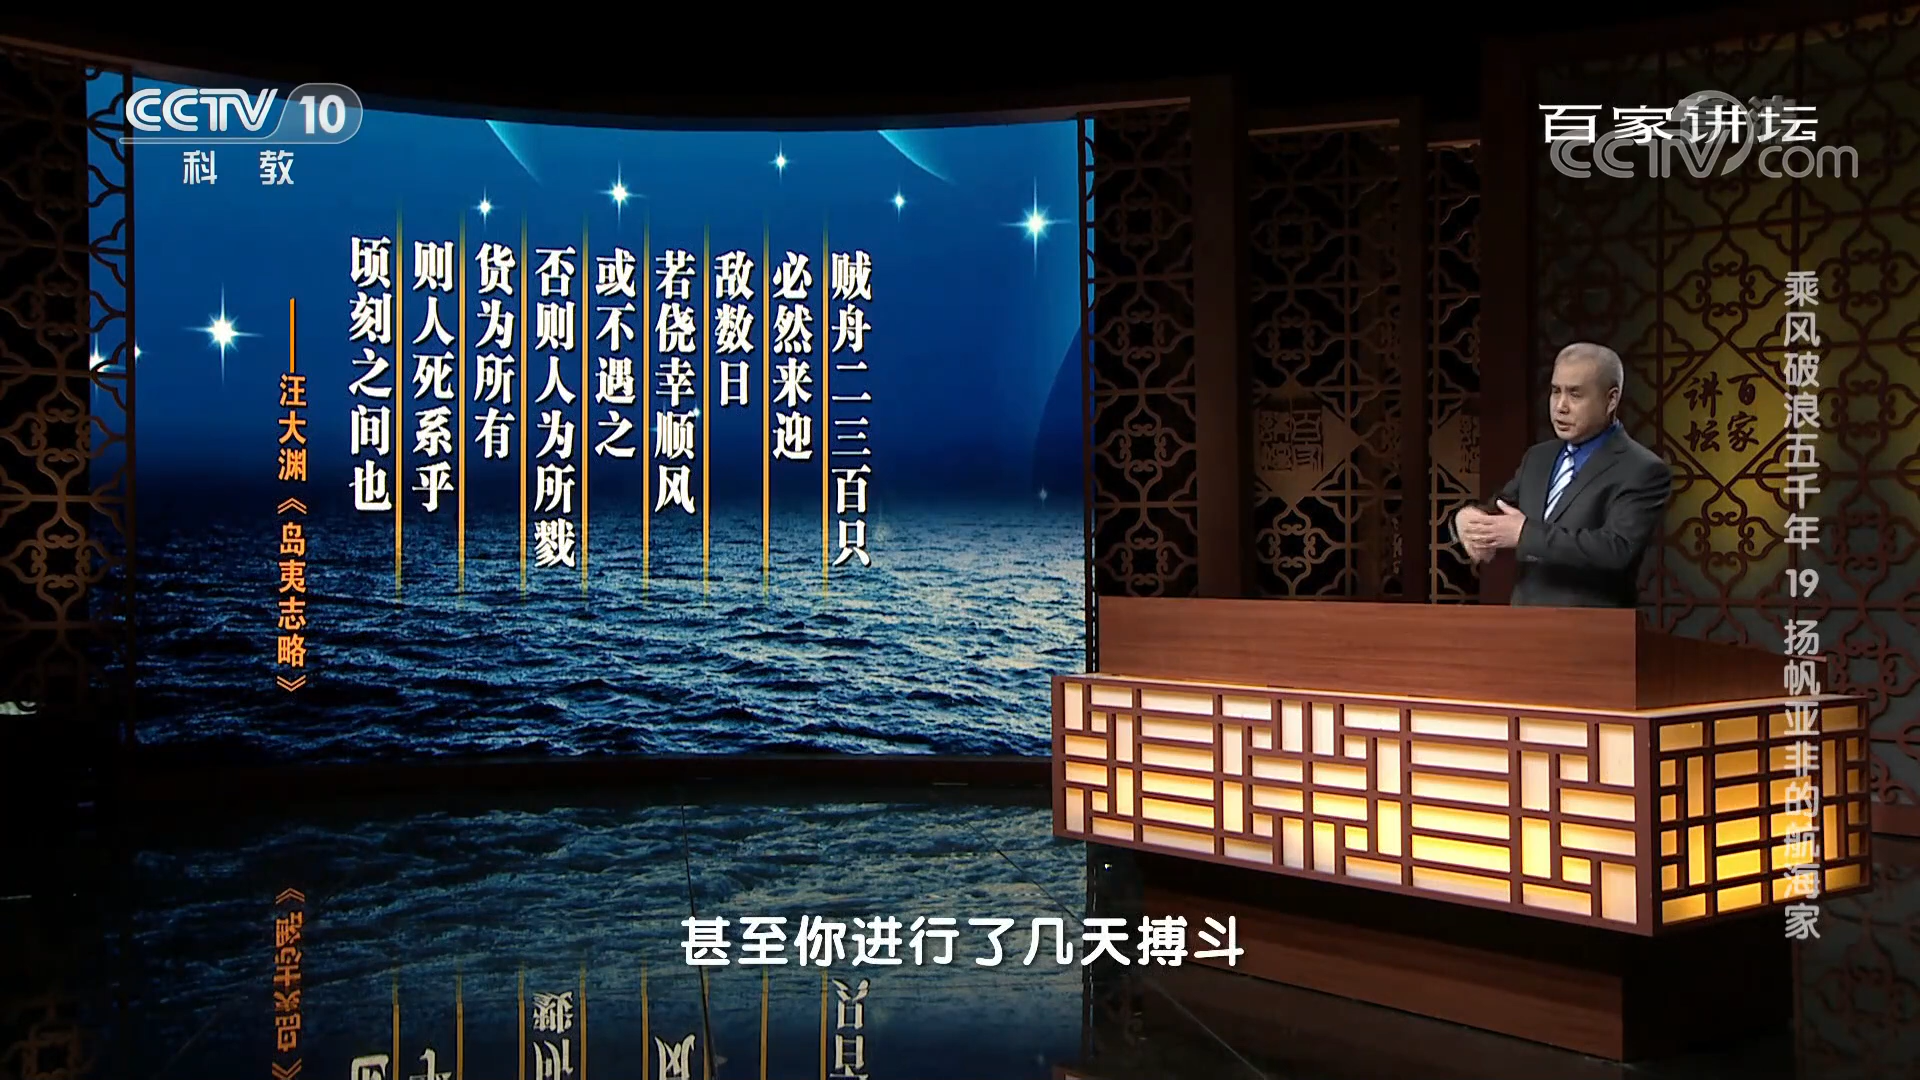 CCTV 10
科 教
百家讲坛
CCTV com
贼舟二三百只
必然来迎
敌数日
若侥幸顺风
或不遇之
否则人为所戮
货为所有
则人死系乎
顷刻之间也
——汪大渊《岛夷志略》
百家
讲坛
乘风破浪五千年 19 扬帆亚非的航海家
甚至你进行了几天搏斗